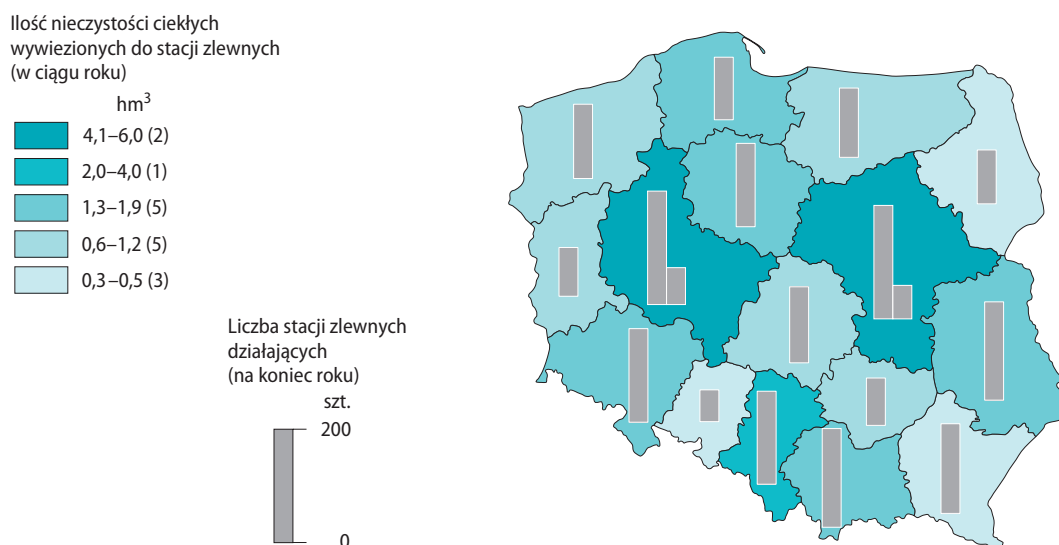 Ilość nieczystości ciekłych
wywiezionych do stacji zlewnych
(w ciągu roku)
hm³
4,1–6,0 (2)
2,0–4,0 (1)
1,3–1,9 (5)
0,6–1,2 (5)
0,3–0,5 (3)
Liczba stacji zlewnych
działających
(na koniec roku)
szt.
200
0